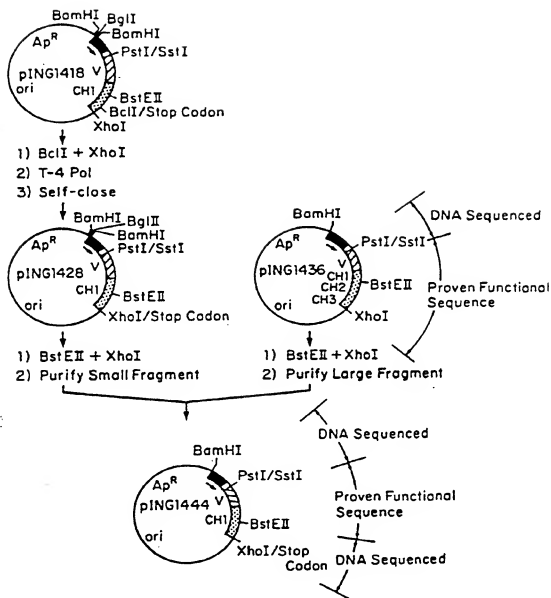 BamHI
BglI
BamHI
Ap^R
PstI/SstI
pING1418
V
ori
CH1
BstEII
BclI/Stop Codon
XhoI
1) BclI + XhoI
2) T-4 Pol
3) Self-close
BamHI
BglII
BamHI
Ap^R
PstI/SstI
pING1428
V
CH1
ori
BstEII
XhoI/Stop Codon
1) BstEII + XhoI
2) Purify Small Fragment
BamHI
Ap^R
PstI/SstI
pING1436
V
CH1
CH2
CH3
ori
BstEII
XhoI
DNA Sequenced
Proven Functional
Sequence
1) BstEII + XhoI
2) Purify Large Fragment
BamHI
Ap^R
PstI/SstI
pING1444
V
CH1
ori
BstEII
XhoI/Stop
Codon
DNA Sequenced
Proven Functional
Sequence
DNA Sequenced